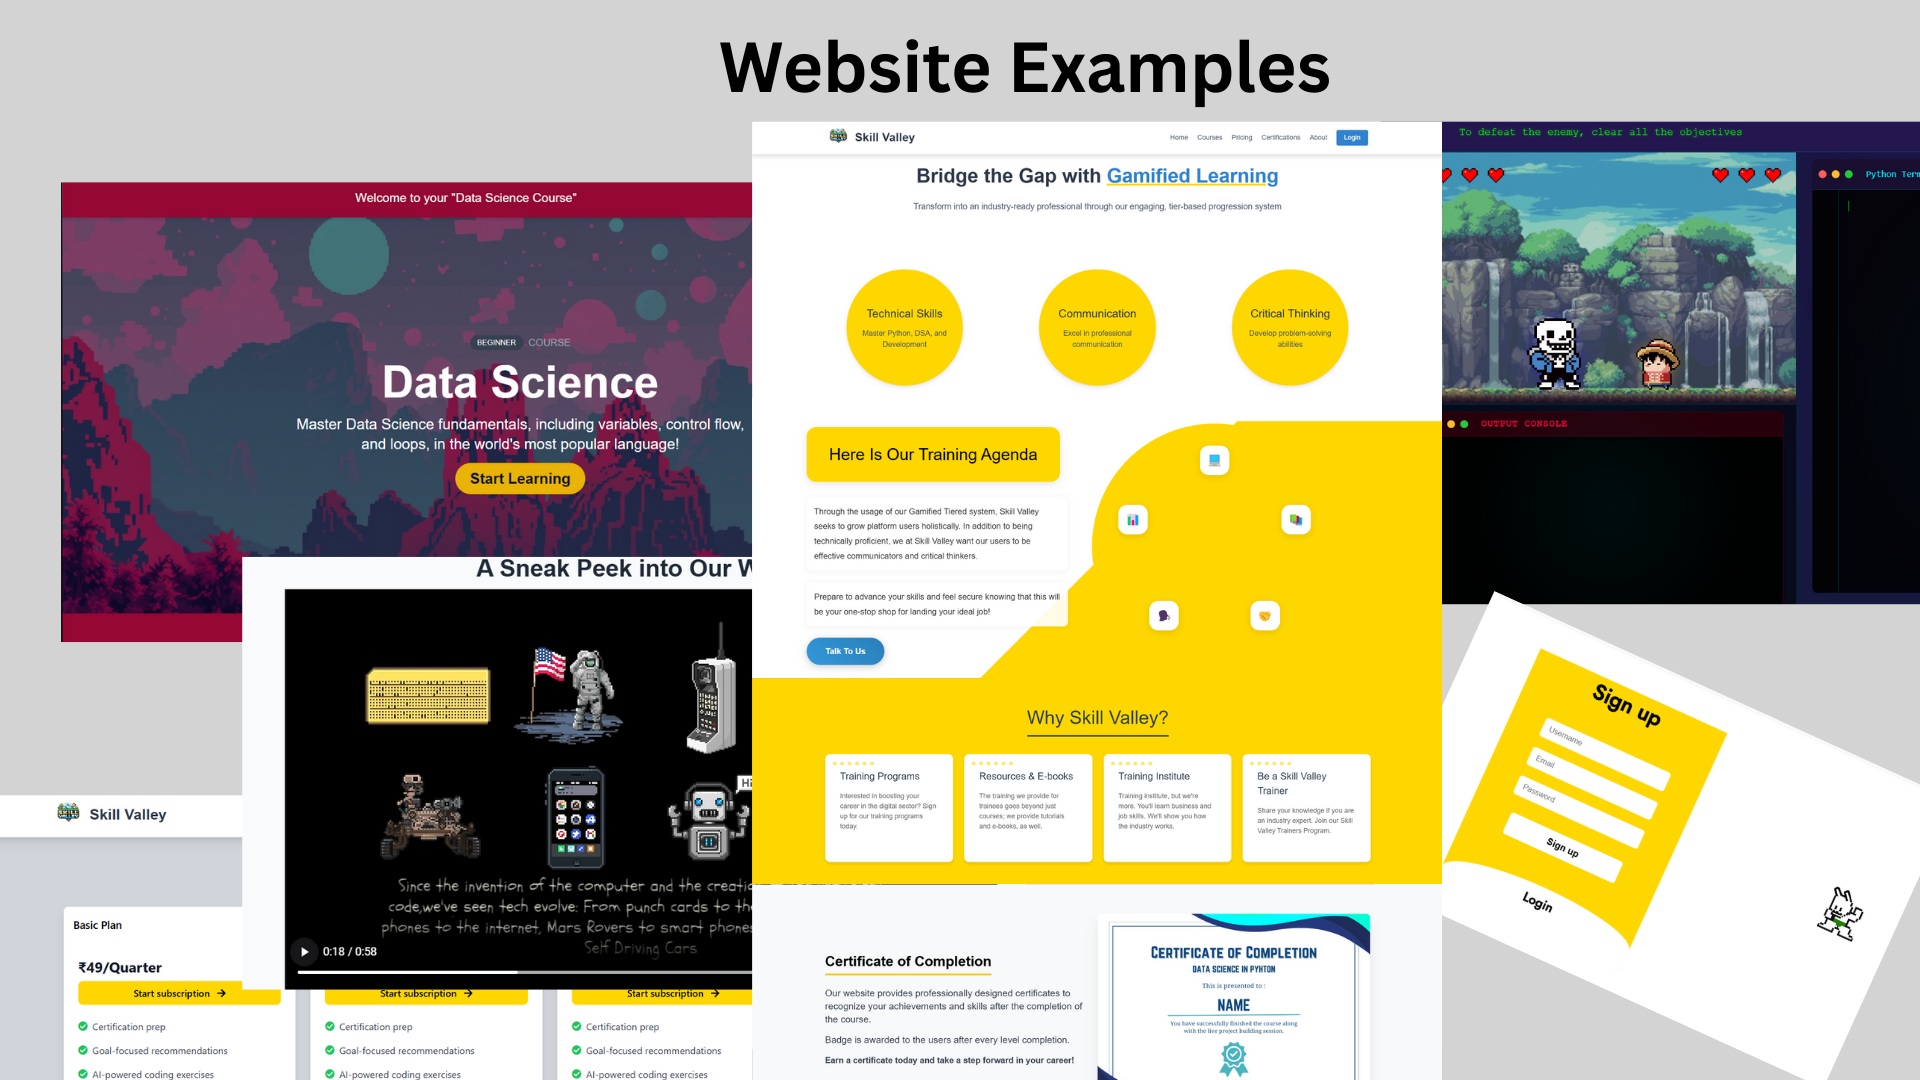 Website Examples
Welcome to your "Data Science Course"
BEGINNER COURSE
Data Science
Master Data Science fundamentals, including variables, control flow,
and loops, in the world's most popular language!
Start Learning
A Sneak Peek into Our W
Hi
Since the invention of the computer and the creatio
code,we've seen tech evolve: From punch cards to the
phones to the internet, Mars Rovers to smart phones
Self Driving Cars
0:18 / 0:58
Skill Valley
Basic Plan
₹49/Quarter
Start subscription →
Certification prep
Goal-focused recommendations
AI-powered coding exercises
Start subscription →
Certification prep
Goal-focused recommendations
AI-powered coding exercises
Start subscription →
Certification prep
Goal-focused recommendations
AI-powered coding exercises
Skill Valley
Home Courses Pricing Certifications About Login
Bridge the Gap with Gamified Learning
Transform into an industry-ready professional through our engaging, tier-based progression system
Technical Skills
Master Python, DSA, and
Development
Communication
Excel in professional
communication
Critical Thinking
Develop problem-solving
abilities
Here Is Our Training Agenda
Through the usage of our Gamified Tiered system, Skill Valley
seeks to grow platform users holistically. In addition to being
technically proficient, we at Skill Valley want our users to be
effective communicators and critical thinkers.
Prepare to advance your skills and feel secure knowing that this will
be your one-stop shop for landing your ideal job!
Talk To Us
Why Skill Valley?
Training Programs
Interested in boosting your
career in the digital sector? Sign
up for our training programs
today.
Resources & E-books
The training we provide for
trainees goes beyond just
courses; we provide tutorials
and e-books, as well.
Training Institute
Training institute, but we're
more. You'll learn business and
job skills. We'll show you how
the industry works.
Be a Skill Valley
Trainer
Share your knowledge if you are
an industry expert. Join our Skill
Valley Trainers Program.
Certificate of Completion
Our website provides professionally designed certificates to
recognize your achievements and skills after the completion of
the course.
Badge is awarded to the users after every level completion.
Earn a certificate today and take a step forward in your career!
CERTIFICATE OF COMPLETION
DATA SCIENCE IN PYHTON
This is presented to :
NAME
You have successfully finished the course along
with the live project building session.
To defeat the enemy, clear all the objectives
Python Term
OUTPUT CONSOLE
Sign up
Username
Email
Password
Sign up
Login